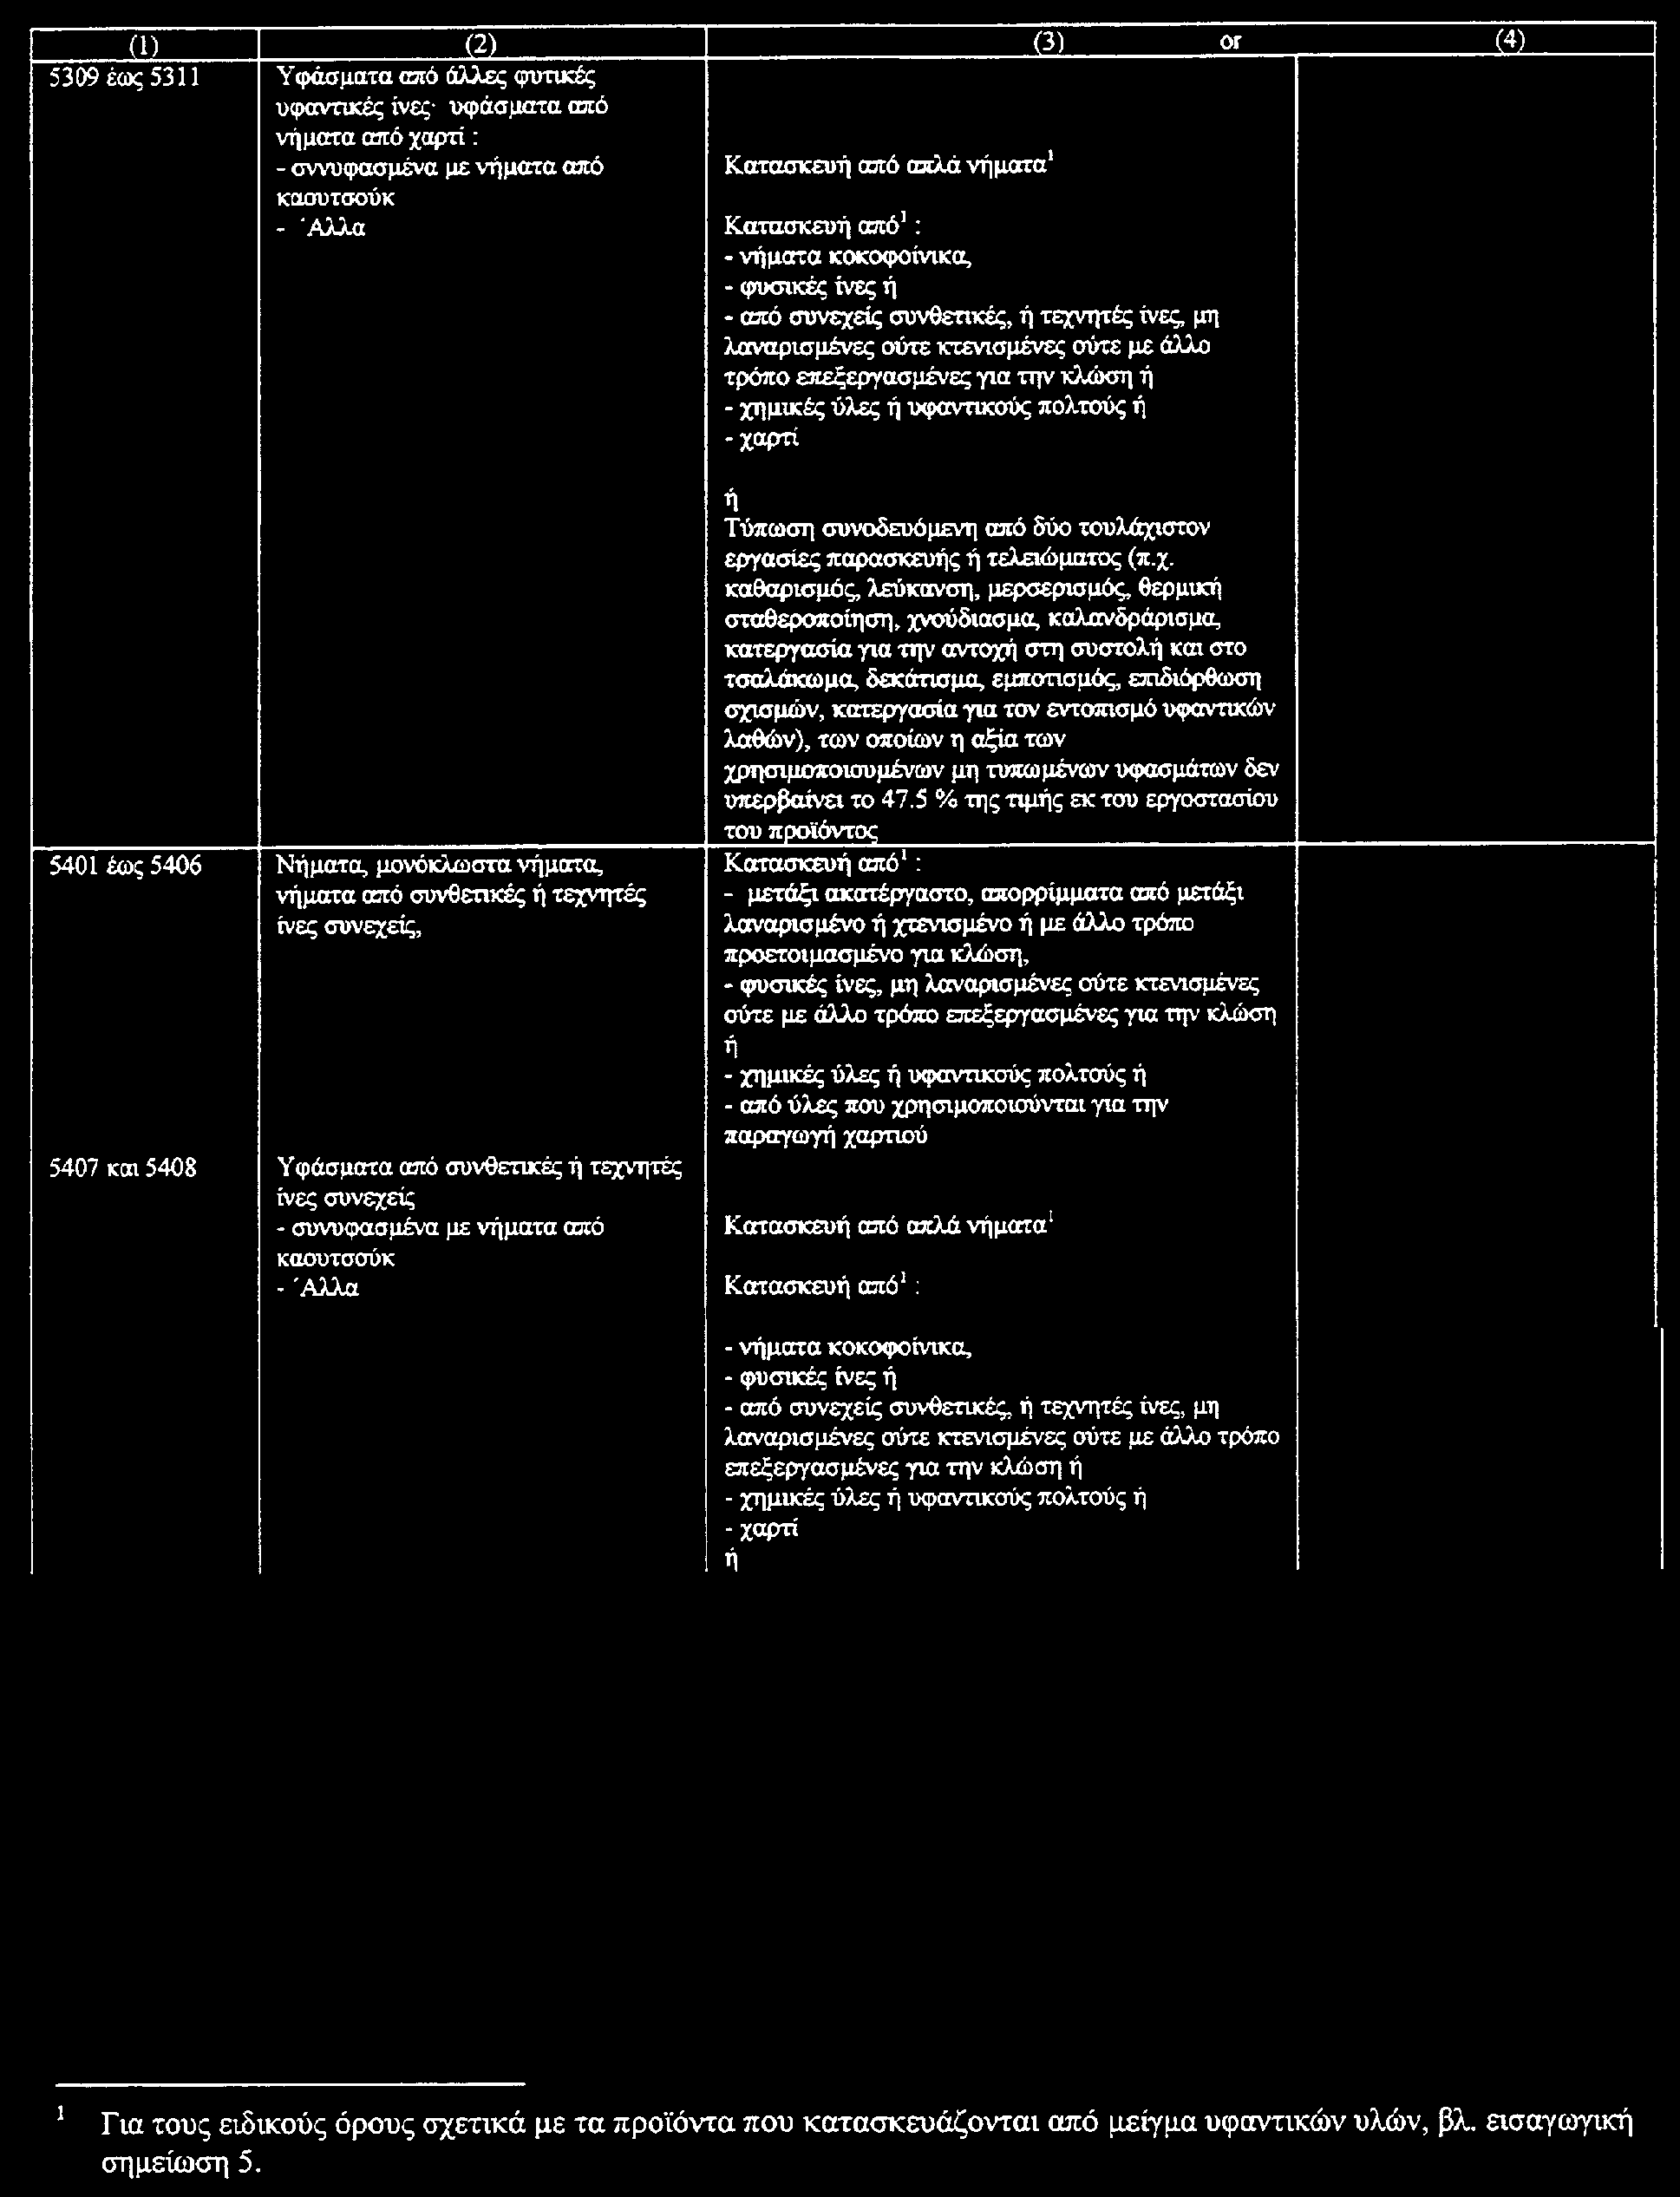 (1) (2) (3) or (4)
5309 έως 5311
Υφάσματα από άλλες φυτικές
υφαντικές ίνες· υφάσματα από
νήματα από χαρτί :
- συνυφασμένα με νήματα από
καουτσούκ
- Άλλα
Κατασκευή από απλά νήματα¹
Κατασκευή από¹ :
- νήματα κοκοφοίνικα,
- φυσικές ίνες ή
- από συνεχείς συνθετικές, ή τεχνητές ίνες, μη
λαναρισμένες ούτε κτενισμένες ούτε με άλλο
τρόπο επεξεργασμένες για την κλώση ή
- χημικές ύλες ή υφαντικούς πολτούς ή
- χαρτί
ή
Τύπωση συνοδευόμενη από δύο τουλάχιστον
εργασίες παρασκευής ή τελειώματος (π.χ.
καθαρισμός, λεύκανση, μερσερισμός, θερμική
σταθεροποίηση, χνούδιασμα, καλανδράρισμα,
κατεργασία για την αντοχή στη συστολή και στο
τσαλάκωμα, δεκάτισμα, εμποτισμός, επιδιόρθωση
σχισμών, κατεργασία για τον εντοπισμό υφαντικών
λαθών), των οποίων η αξία των
χρησιμοποιουμένων μη τυπωμένων υφασμάτων δεν
υπερβαίνει το 47.5 % της τιμής εκ του εργοστασίου
του προϊόντος
5401 έως 5406
Νήματα, μονόκλωστα νήματα,
νήματα από συνθετικές ή τεχνητές
ίνες συνεχείς,
Κατασκευή από¹ :
- μετάξι ακατέργαστο, απορρίμματα από μετάξι
λαναρισμένο ή χτενισμένο ή με άλλο τρόπο
προετοιμασμένο για κλώση,
- φυσικές ίνες, μη λαναρισμένες ούτε κτενισμένες
ούτε με άλλο τρόπο επεξεργασμένες για την κλώση
ή
- χημικές ύλες ή υφαντικούς πολτούς ή
- από ύλες που χρησιμοποιούνται για την
παραγωγή χαρτιού
5407 και 5408
Υφάσματα από συνθετικές ή τεχνητές
ίνες συνεχείς
- συνυφασμένα με νήματα από
καουτσούκ
- Άλλα
Κατασκευή από απλά νήματα¹
Κατασκευή από¹ :
- νήματα κοκοφοίνικα,
- φυσικές ίνες ή
- από συνεχείς συνθετικές, ή τεχνητές ίνες, μη
λαναρισμένες ούτε κτενισμένες ούτε με άλλο τρόπο
επεξεργασμένες για την κλώση ή
- χημικές ύλες ή υφαντικούς πολτούς ή
- χαρτί
ή
¹ Για τους ειδικούς όρους σχετικά με τα προϊόντα που κατασκευάζονται από μείγμα υφαντικών υλών, βλ. εισαγωγική
σημείωση 5.